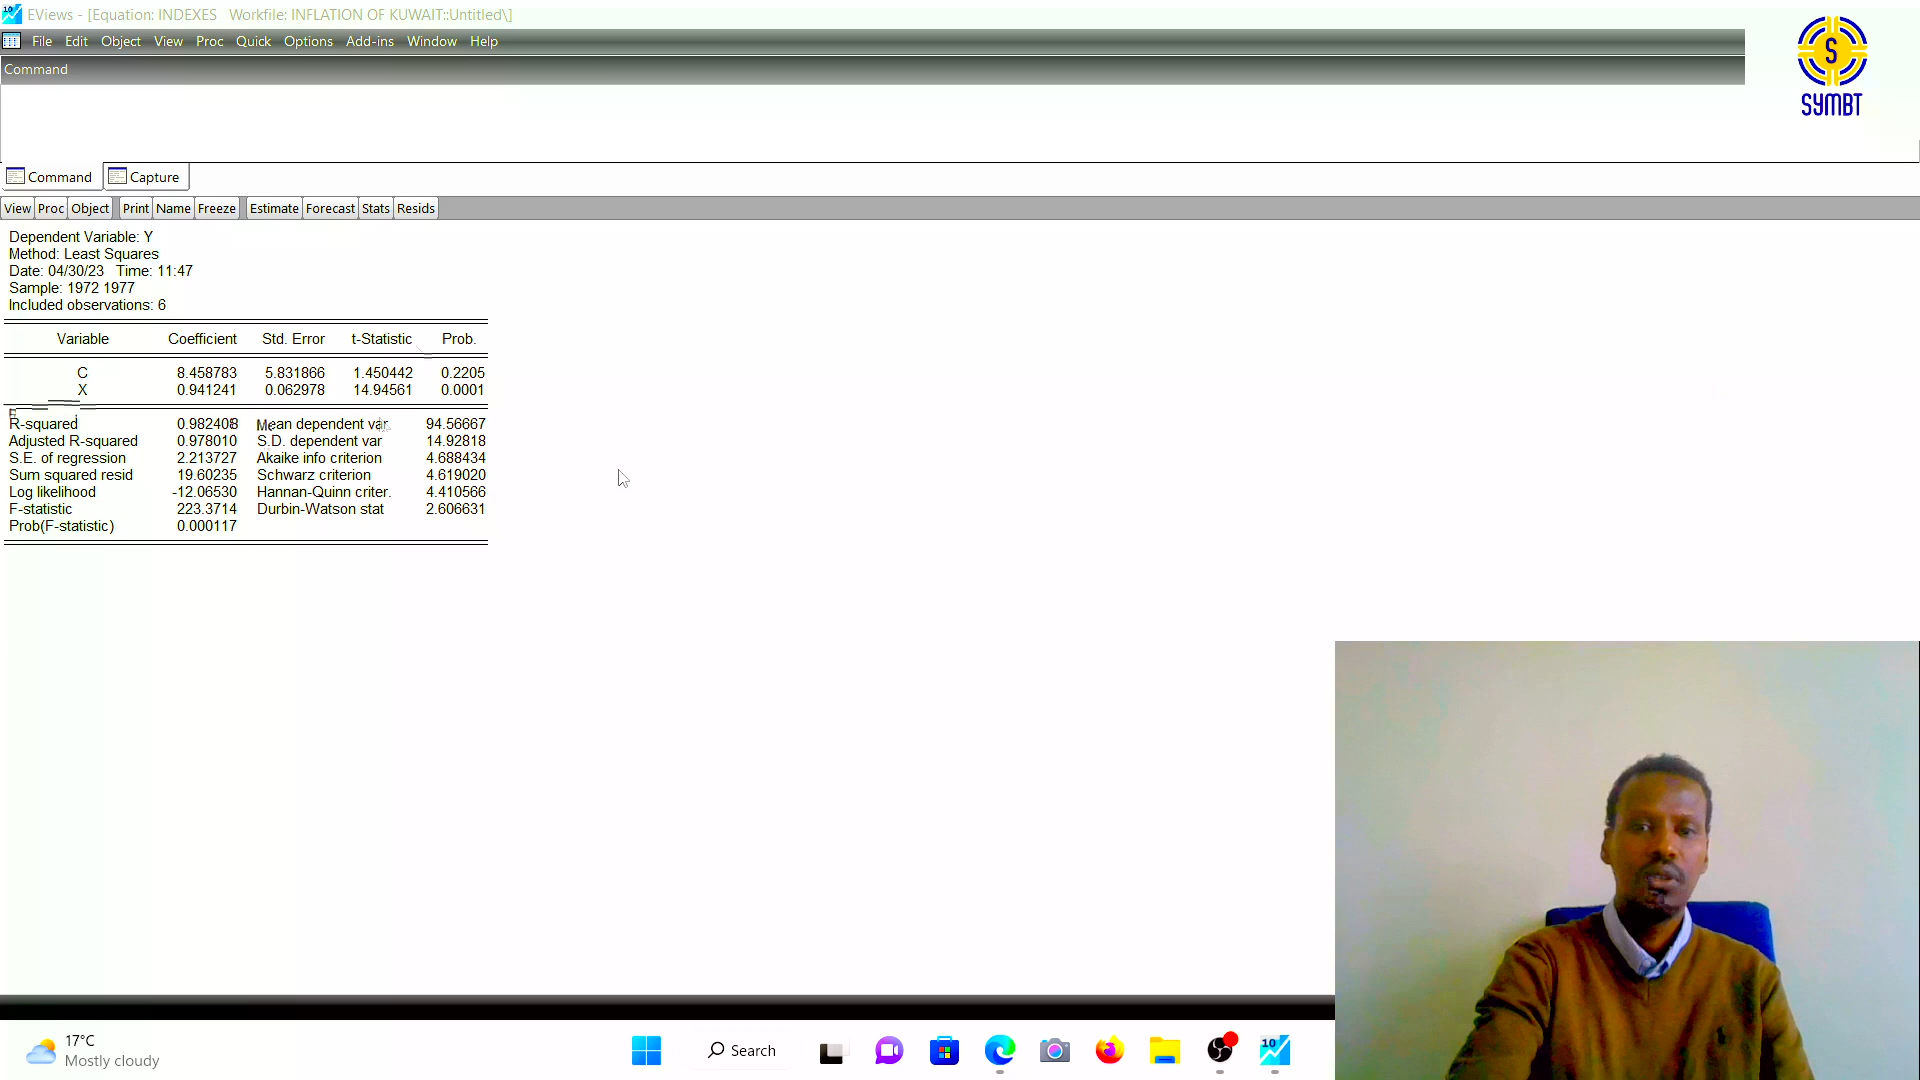 EViews - [Equation: INDEXES Workfile: INFLATION OF KUWAIT::Untitled\]
File Edit Object View Proc Quick Options Add-ins Window Help
Command
S
SYMBT
Command Capture
View Proc Object Print Name Freeze Estimate Forecast Stats Resids
Dependent Variable: Y
Method: Least Squares
Date: 04/30/23 Time: 11:47
Sample: 1972 1977
Included observations: 6
Variable Coefficient Std. Error t-Statistic Prob.
C 8.458783 5.831866 1.450442 0.2205
X 0.941241 0.062978 14.94561 0.0001
R-squared 0.982408 Mean dependent var 94.56667
Adjusted R-squared 0.978010 S.D. dependent var 14.92818
S.E. of regression 2.213727 Akaike info criterion 4.688434
Sum squared resid 19.60235 Schwarz criterion 4.619020
Log likelihood -12.06530 Hannan-Quinn criter. 4.410566
F-statistic 223.3714 Durbin-Watson stat 2.606631
Prob(F-statistic) 0.000117
17°C
Mostly cloudy
Search
10